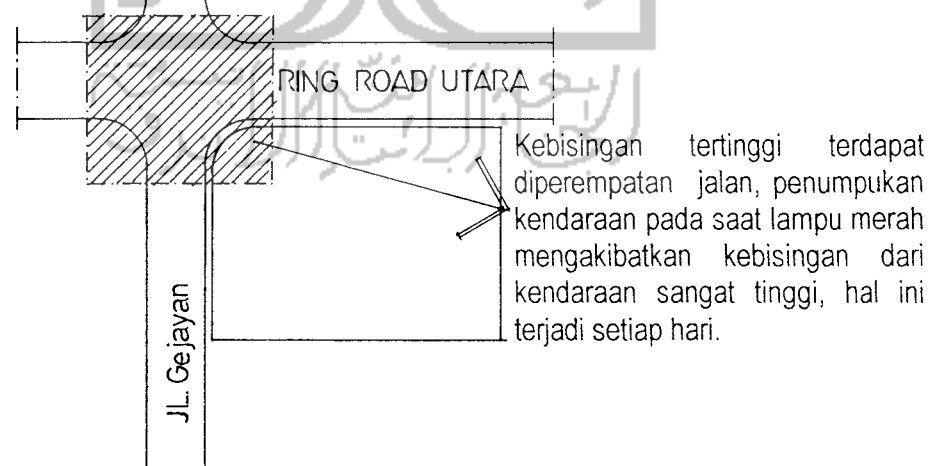 RING ROAD UTARA
Kebisingan tertinggi terdapat
diperempatan jalan, penumpukan
kendaraan pada saat lampu merah
mengakibatkan kebisingan dari
kendaraan sangat tinggi, hal ini
terjadi setiap hari.
JL. Gejayan